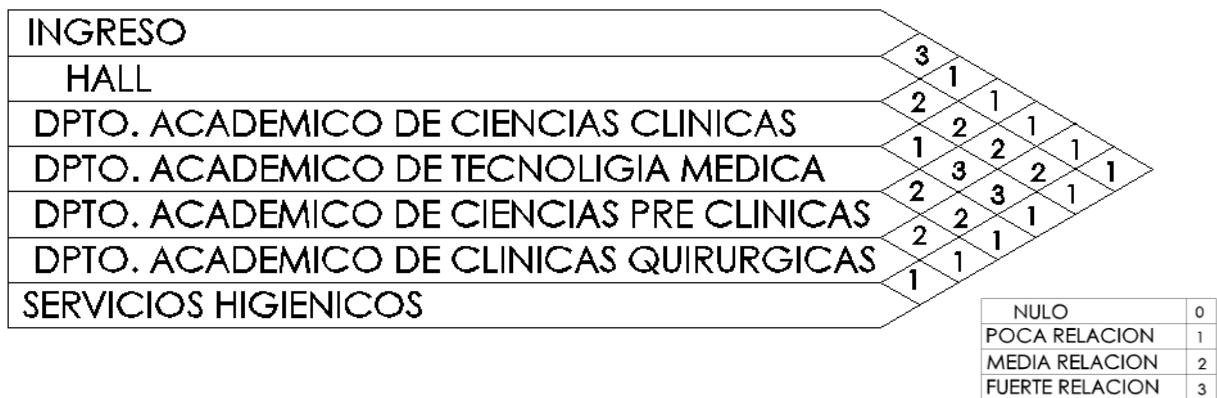 INGRESO
3
HALL 1
2 1
DPTO. ACADEMICO DE CIENCIAS CLINICAS 2 1
1 2 1
DPTO. ACADEMICO DE TECNOLIGIA MEDICA 3 2 1
2 3 1
DPTO. ACADEMICO DE CIENCIAS PRE CLINICAS 2 1
2 1
DPTO. ACADEMICO DE CLINICAS QUIRURGICAS 1
1
SERVICIOS HIGIENICOS
NULO 0
POCA RELACION 1
MEDIA RELACION 2
FUERTE RELACION 3